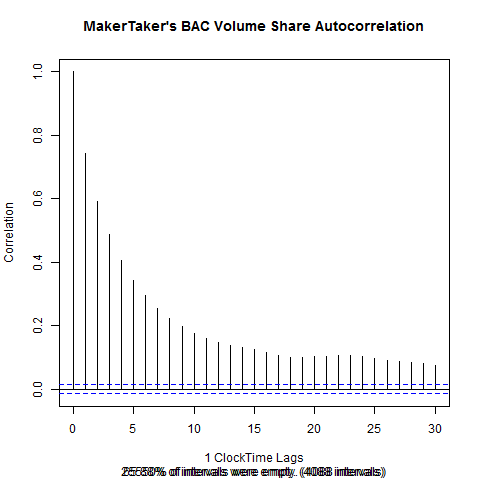 MakerTaker's BAC Volume Share Autocorrelation
Correlation
1.0
0.8
0.6
0.4
0.2
0.0
0 5 10 15 20 25 30
1 ClockTime Lags
% of intervals were empty. intervals)